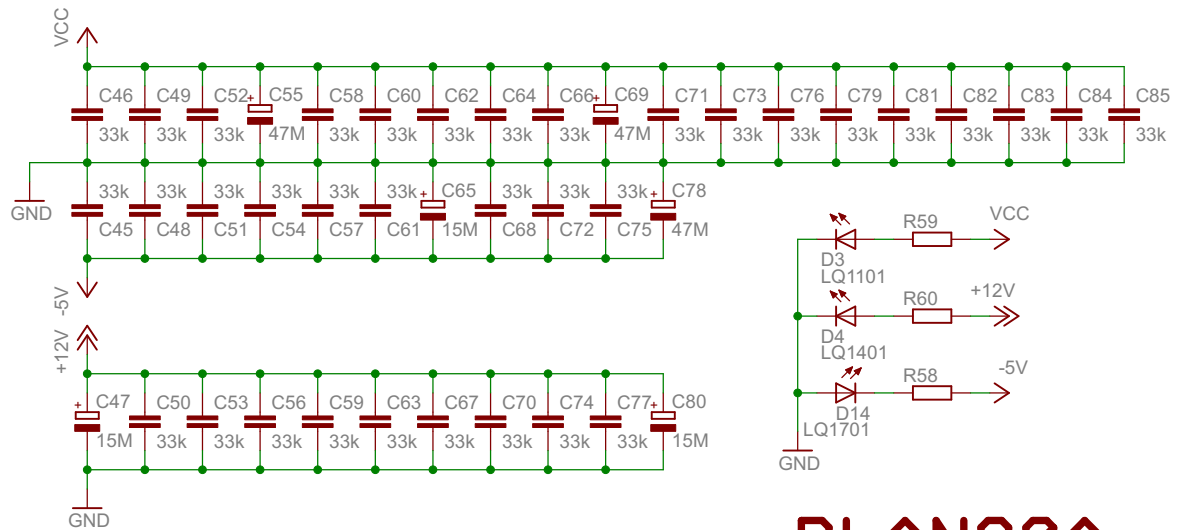 VCC
C46 C49 C52 C55 C58 C60 C62 C64 C66 C69 C71 C73 C76 C79 C81 C82 C83 C84 C85
+ +
33k 33k 33k 47M 33k 33k 33k 33k 33k 47M 33k 33k 33k 33k 33k 33k 33k 33k 33k
33k 33k 33k 33k 33k 33k + C65 33k 33k 33k + C78
GND
C45 C48 C51 C54 C57 C61 15M C68 C72 C75 47M
-5V
+12V
C47 C50 C53 C56 C59 C63 C67 C70 C74 C77 C80
+ +
15M 33k 33k 33k 33k 33k 33k 33k 33k 33k 15M
GND
R59 VCC
D3
LQ1101
R60 +12V
D4
LQ1401
R58 -5V
D14
LQ1701
GND